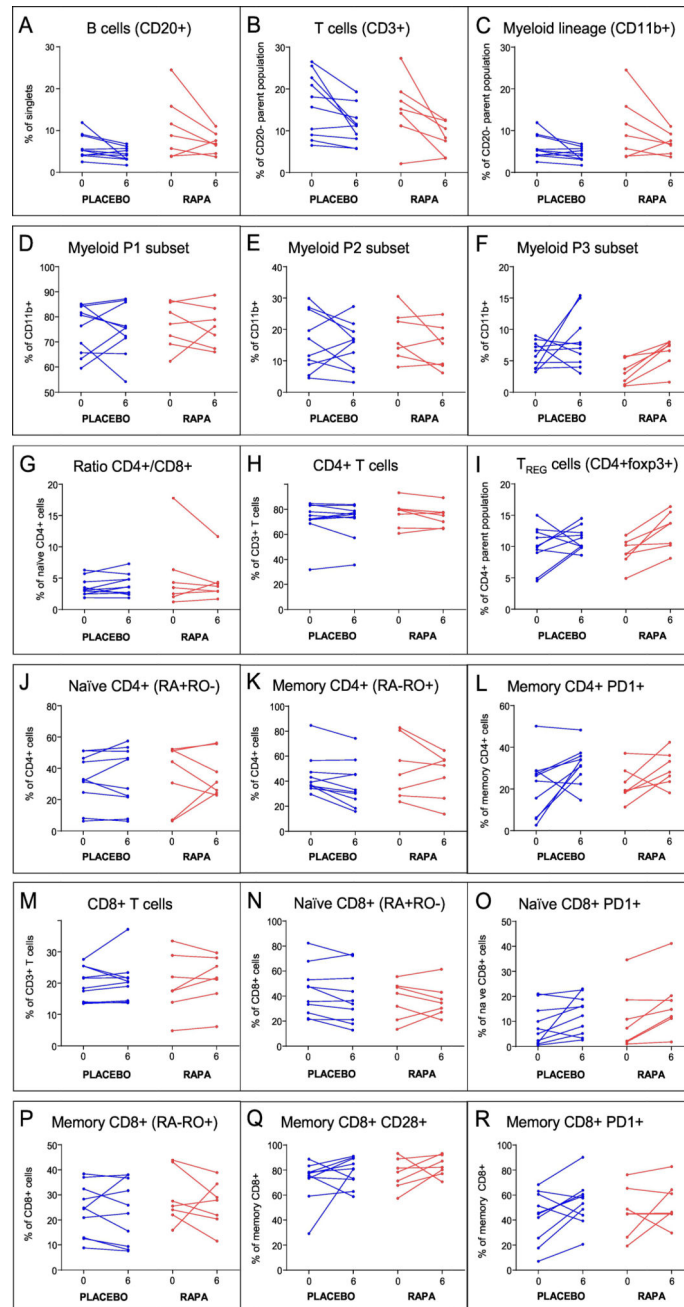 A B cells (CD20+)
% of singlets
30
20
10
0
0 6 0 6
PLACEBO RAPA
B T cells (CD3+)
% of CD20- parent population
30
20
10
0
0 6 0 6
PLACEBO RAPA
C Myeloid lineage (CD11b+)
% of CD20- parent population
30
20
10
0
0 6 0 6
PLACEBO RAPA
D Myeloid P1 subset
% of CD11b+
100
90
80
70
60
50
0 6 0 6
PLACEBO RAPA
E Myeloid P2 subset
% of CD11b+
40
30
20
10
0
0 6 0 6
PLACEBO RAPA
F Myeloid P3 subset
% of CD11b+
20
15
10
5
0
0 6 0 6
PLACEBO RAPA
G Ratio CD4+/CD8+
% of naïve CD4+ cells
20
15
10
5
0
0 6 0 6
PLACEBO RAPA
H CD4+ T cells
% of CD3+ T cells
100
80
60
40
20
0
0 6 0 6
PLACEBO RAPA
I TREG cells (CD4+foxp3+)
% of CD4+ parent population
20
15
10
5
0
0 6 0 6
PLACEBO RAPA
J Naïve CD4+ (RA+RO-)
% of CD4+ cells
80
60
40
20
0
0 6 0 6
PLACEBO RAPA
K Memory CD4+ (RA-RO+)
% of CD4+ cells
100
80
60
40
20
0
0 6 0 6
PLACEBO RAPA
L Memory CD4+ PD1+
% of memory CD4+ cells
60
40
20
0
0 6 0 6
PLACEBO RAPA
M CD8+ T cells
% of CD3+ T cells
40
30
20
10
0
0 6 0 6
PLACEBO RAPA
N Naïve CD8+ (RA+RO-)
% of CD8+ cells
100
80
60
40
20
0
0 6 0 6
PLACEBO RAPA
O Naïve CD8+ PD1+
% of na ve CD8+ cells
50
40
30
20
10
0
0 6 0 6
PLACEBO RAPA
P Memory CD8+ (RA-RO+)
% of CD8+ cells
50
40
30
20
10
0
0 6 0 6
PLACEBO RAPA
Q Memory CD8+ CD28+
% of memory CD8+
100
80
60
40
20
0
0 6 0 6
PLACEBO RAPA
R Memory CD8+ PD1+
% of memory CD8+
100
80
60
40
20
0
0 6 0 6
PLACEBO RAPA